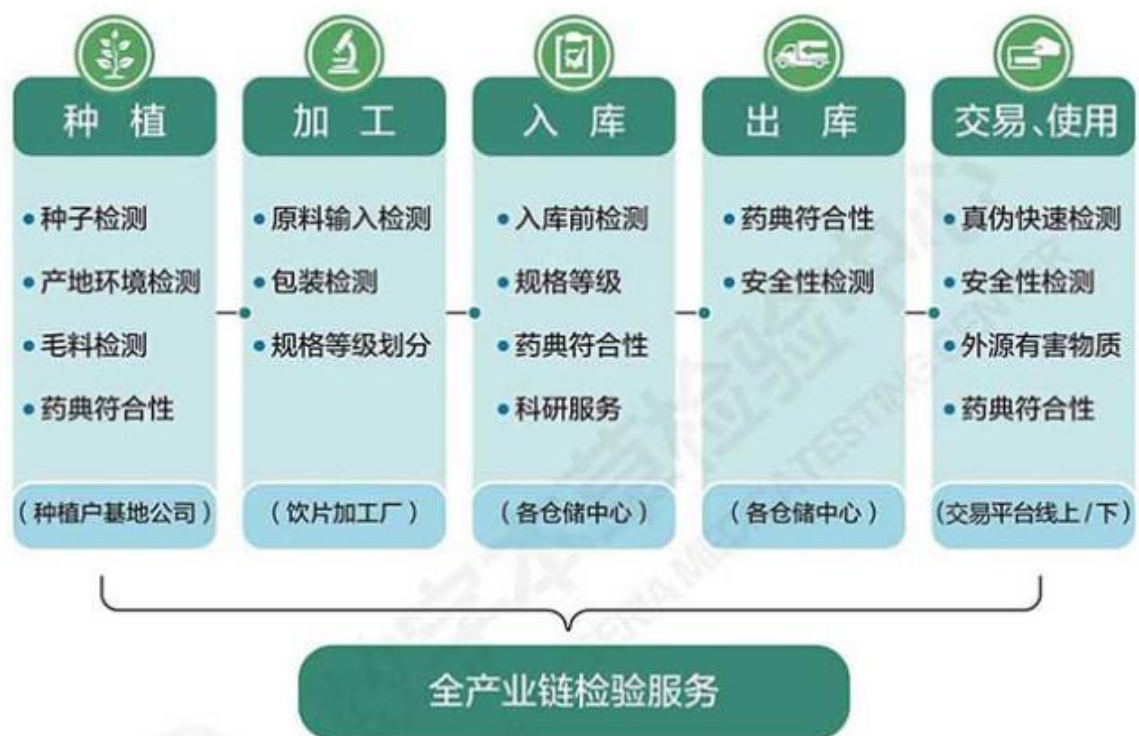 种植
加工
入库
出库
交易、使用
•种子检测
•产地环境检测
•毛料检测
•药典符合性
•原料输入检测
•包装检测
•规格等级划分
•入库前检测
•规格等级
•药典符合性
•科研服务
•药典符合性
•安全性检测
•真伪快速检测
•安全性检测
•外源有害物质
•药典符合性
（种植户基地公司）
（饮片加工厂）
（各仓储中心）
（各仓储中心）
（交易平台线上/下）
全产业链检验服务